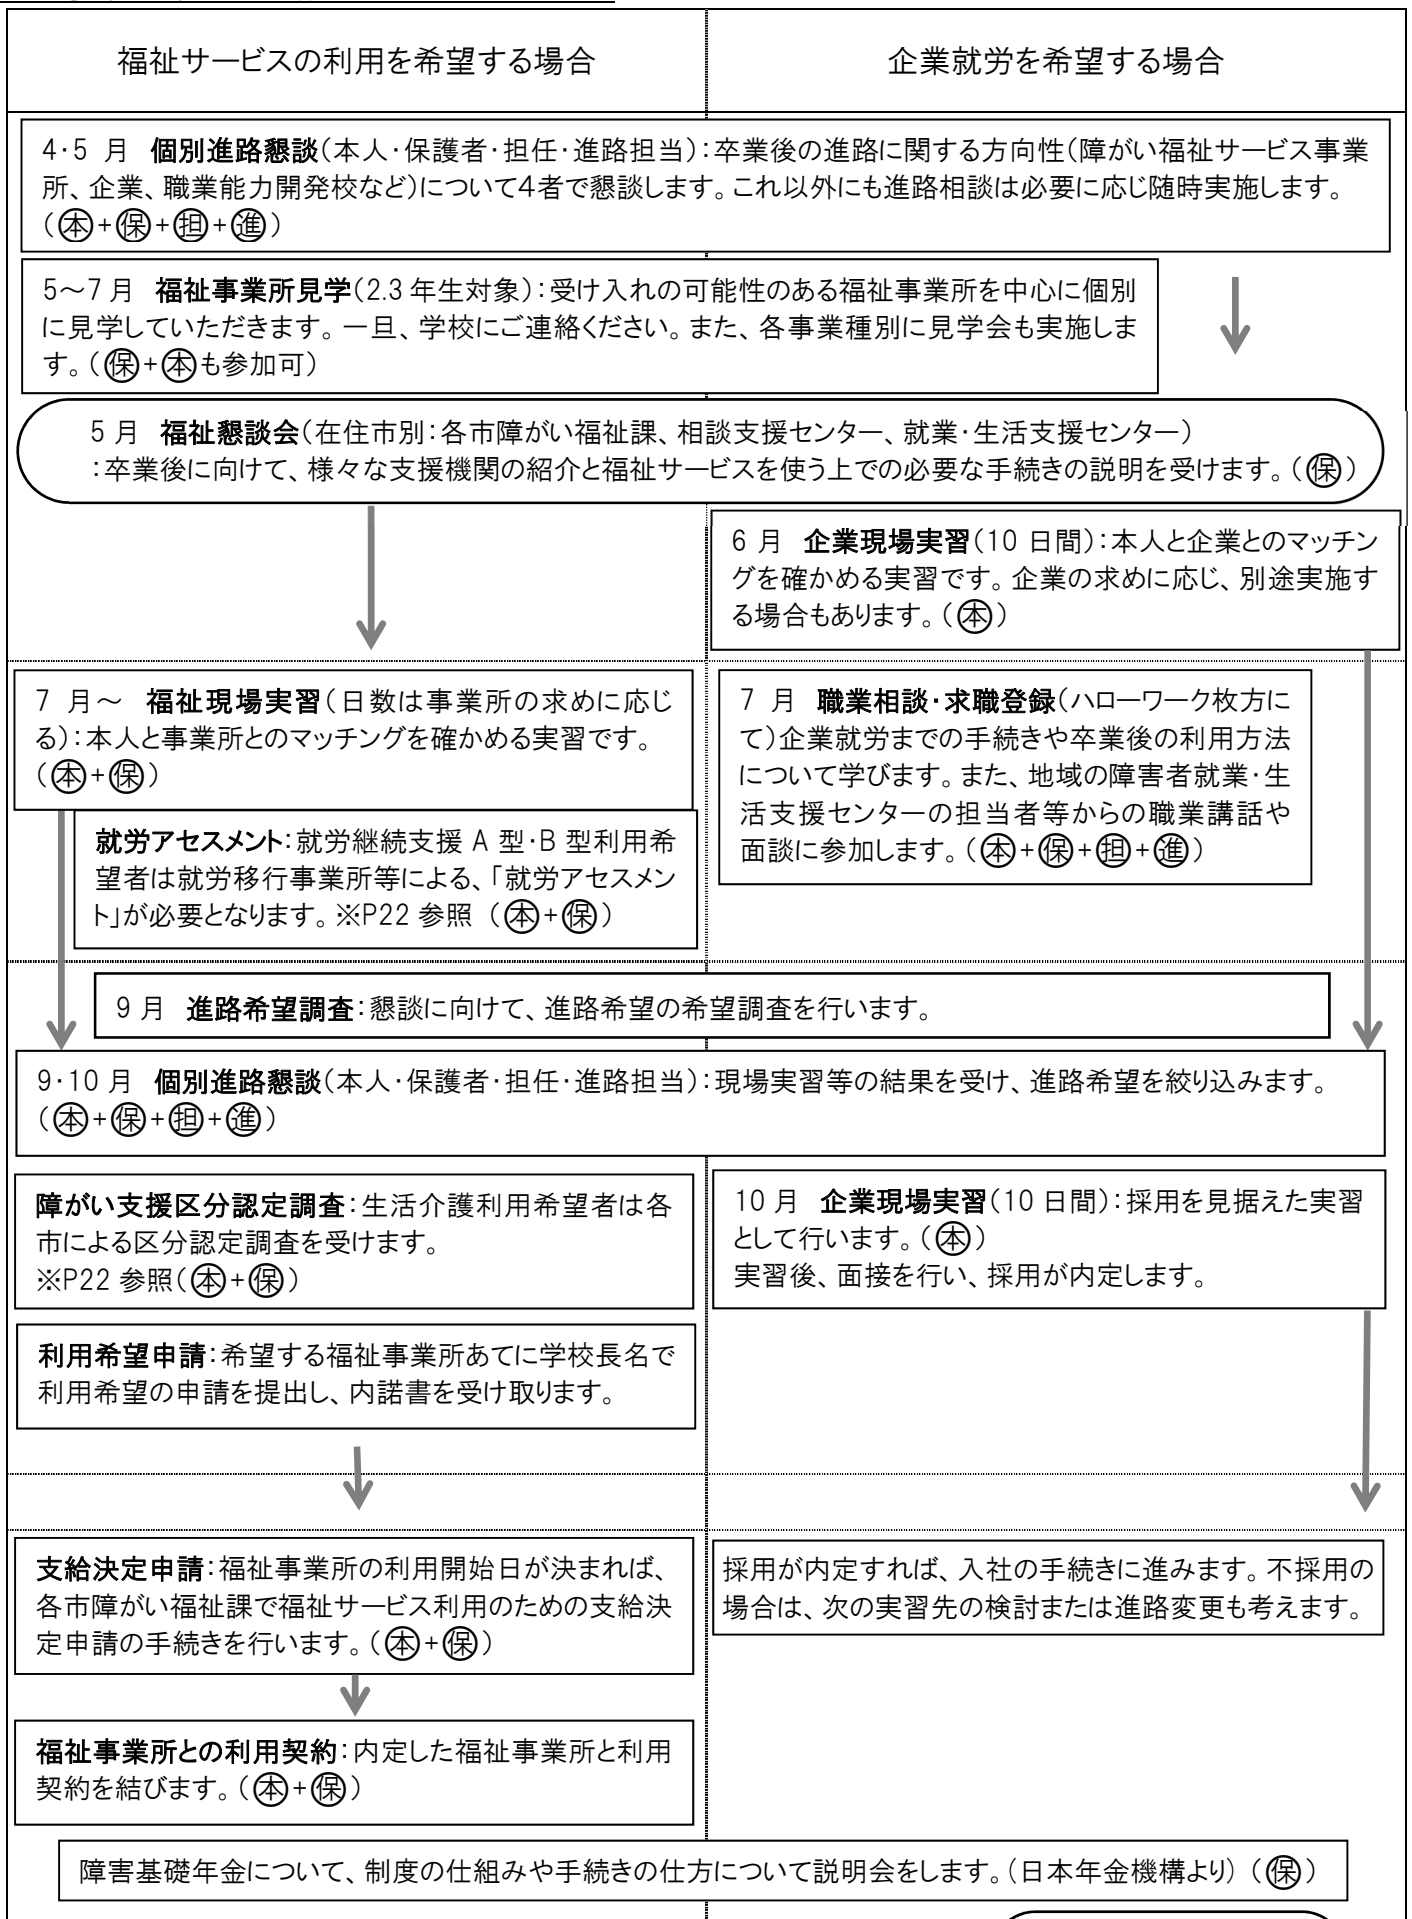 福祉サービスの利用を希望する場合
企業就労を希望する場合
4・5 月　個別進路懇談（本人・保護者・担任・進路担当）：卒業後の進路に関する方向性（障がい福祉サービス事業
所、企業、職業能力開発校など）について４者で懇談します。これ以外にも進路相談は必要に応じ随時実施します。
（㊍本+保+担+進）
5～7 月　福祉事業所見学（2.3 年生対象）：受け入れの可能性のある福祉事業所を中心に個別
に見学していただきます。一旦、学校にご連絡ください。また、各事業種別に見学会も実施しま
す。（保+本も参加可）
5 月　福祉懇談会（在住市別：各市障がい福祉課、相談支援センター、就業・生活支援センター）
：卒業後に向けて、様々な支援機関の紹介と福祉サービスを使う上での必要な手続きの説明を受けます。（保）
6 月　企業現場実習（10 日間）：本人と企業とのマッチン
グを確かめる実習です。企業の求めに応じ、別途実施す
る場合もあります。（本）
7 月～　福祉現場実習（日数は事業所の求めに応じ
る）：本人と事業所とのマッチングを確かめる実習です。
（本+保）
就労アセスメント：就労継続支援 A 型・B 型利用希
望者は就労移行事業所等による、「就労アセスメン
ト」が必要となります。※P22 参照 （本+保）
7 月　職業相談・求職登録（ハローワーク枚方に
て）企業就労までの手続きや卒業後の利用方法
について学びます。また、地域の障害者就業・生
活支援センターの担当者等からの職業講話や
面談に参加します。（本+保+担+進）
9 月　進路希望調査：懇談に向けて、進路希望の希望調査を行います。
9・10 月　個別進路懇談（本人・保護者・担任・進路担当）：現場実習等の結果を受け、進路希望を絞り込みます。
（本+保+担+進）
障がい支援区分認定調査：生活介護利用希望者は各
市による区分認定調査を受けます。
※P22 参照（本+保）
10 月　企業現場実習（10 日間）：採用を見据えた実習
として行います。（本）
実習後、面接を行い、採用が内定します。
利用希望申請：希望する福祉事業所あてに学校長名で
利用希望の申請を提出し、内諾書を受け取ります。
支給決定申請：福祉事業所の利用開始日が決まれば、
各市障がい福祉課で福祉サービス利用のための支給決
定申請の手続きを行います。（本+保）
採用が内定すれば、入社の手続きに進みます。不採用の
場合は、次の実習先の検討または進路変更も考えます。
福祉事業所との利用契約：内定した福祉事業所と利用
契約を結びます。（本+保）
障害基礎年金について、制度の仕組みや手続きの仕方について説明会をします。（日本年金機構より）（保）